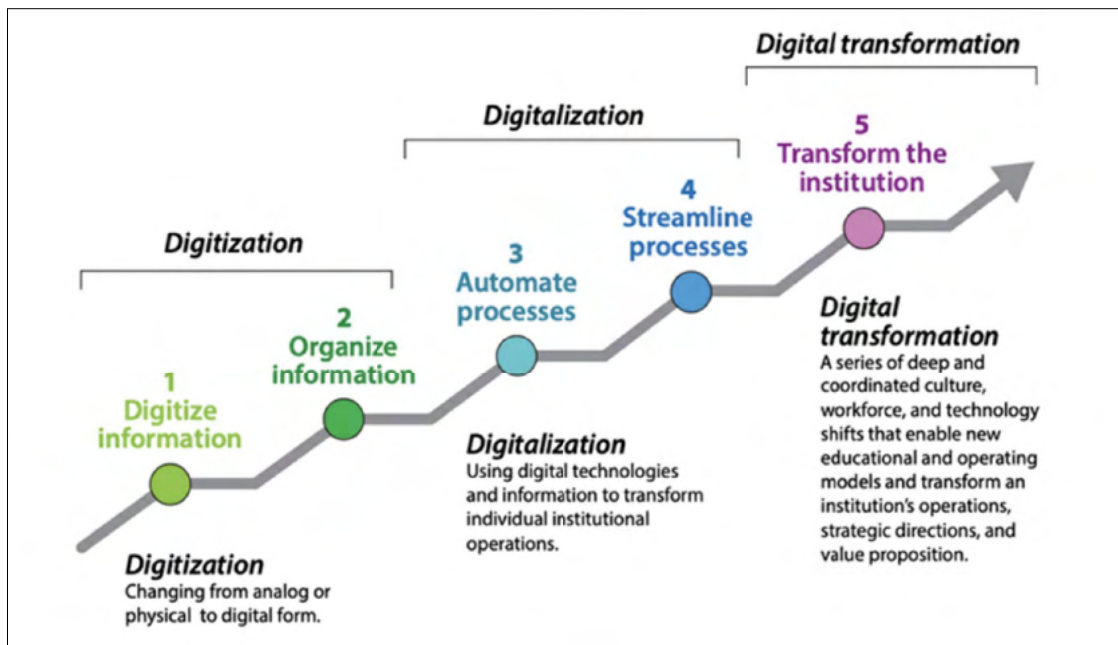 Digital transformation
Digitalization
Digitization
5
Transform the
institution
4
Streamline
processes
3
Automate
processes
2
Organize
information
1
Digitize
information
Digitization
Changing from analog or
physical to digital form.
Digitalization
Using digital technologies
and information to transform
individual institutional
operations.
Digital
transformation
A series of deep and
coordinated culture,
workforce, and technology
shifts that enable new
educational and operating
models and transform an
institution's operations,
strategic directions, and
value proposition.